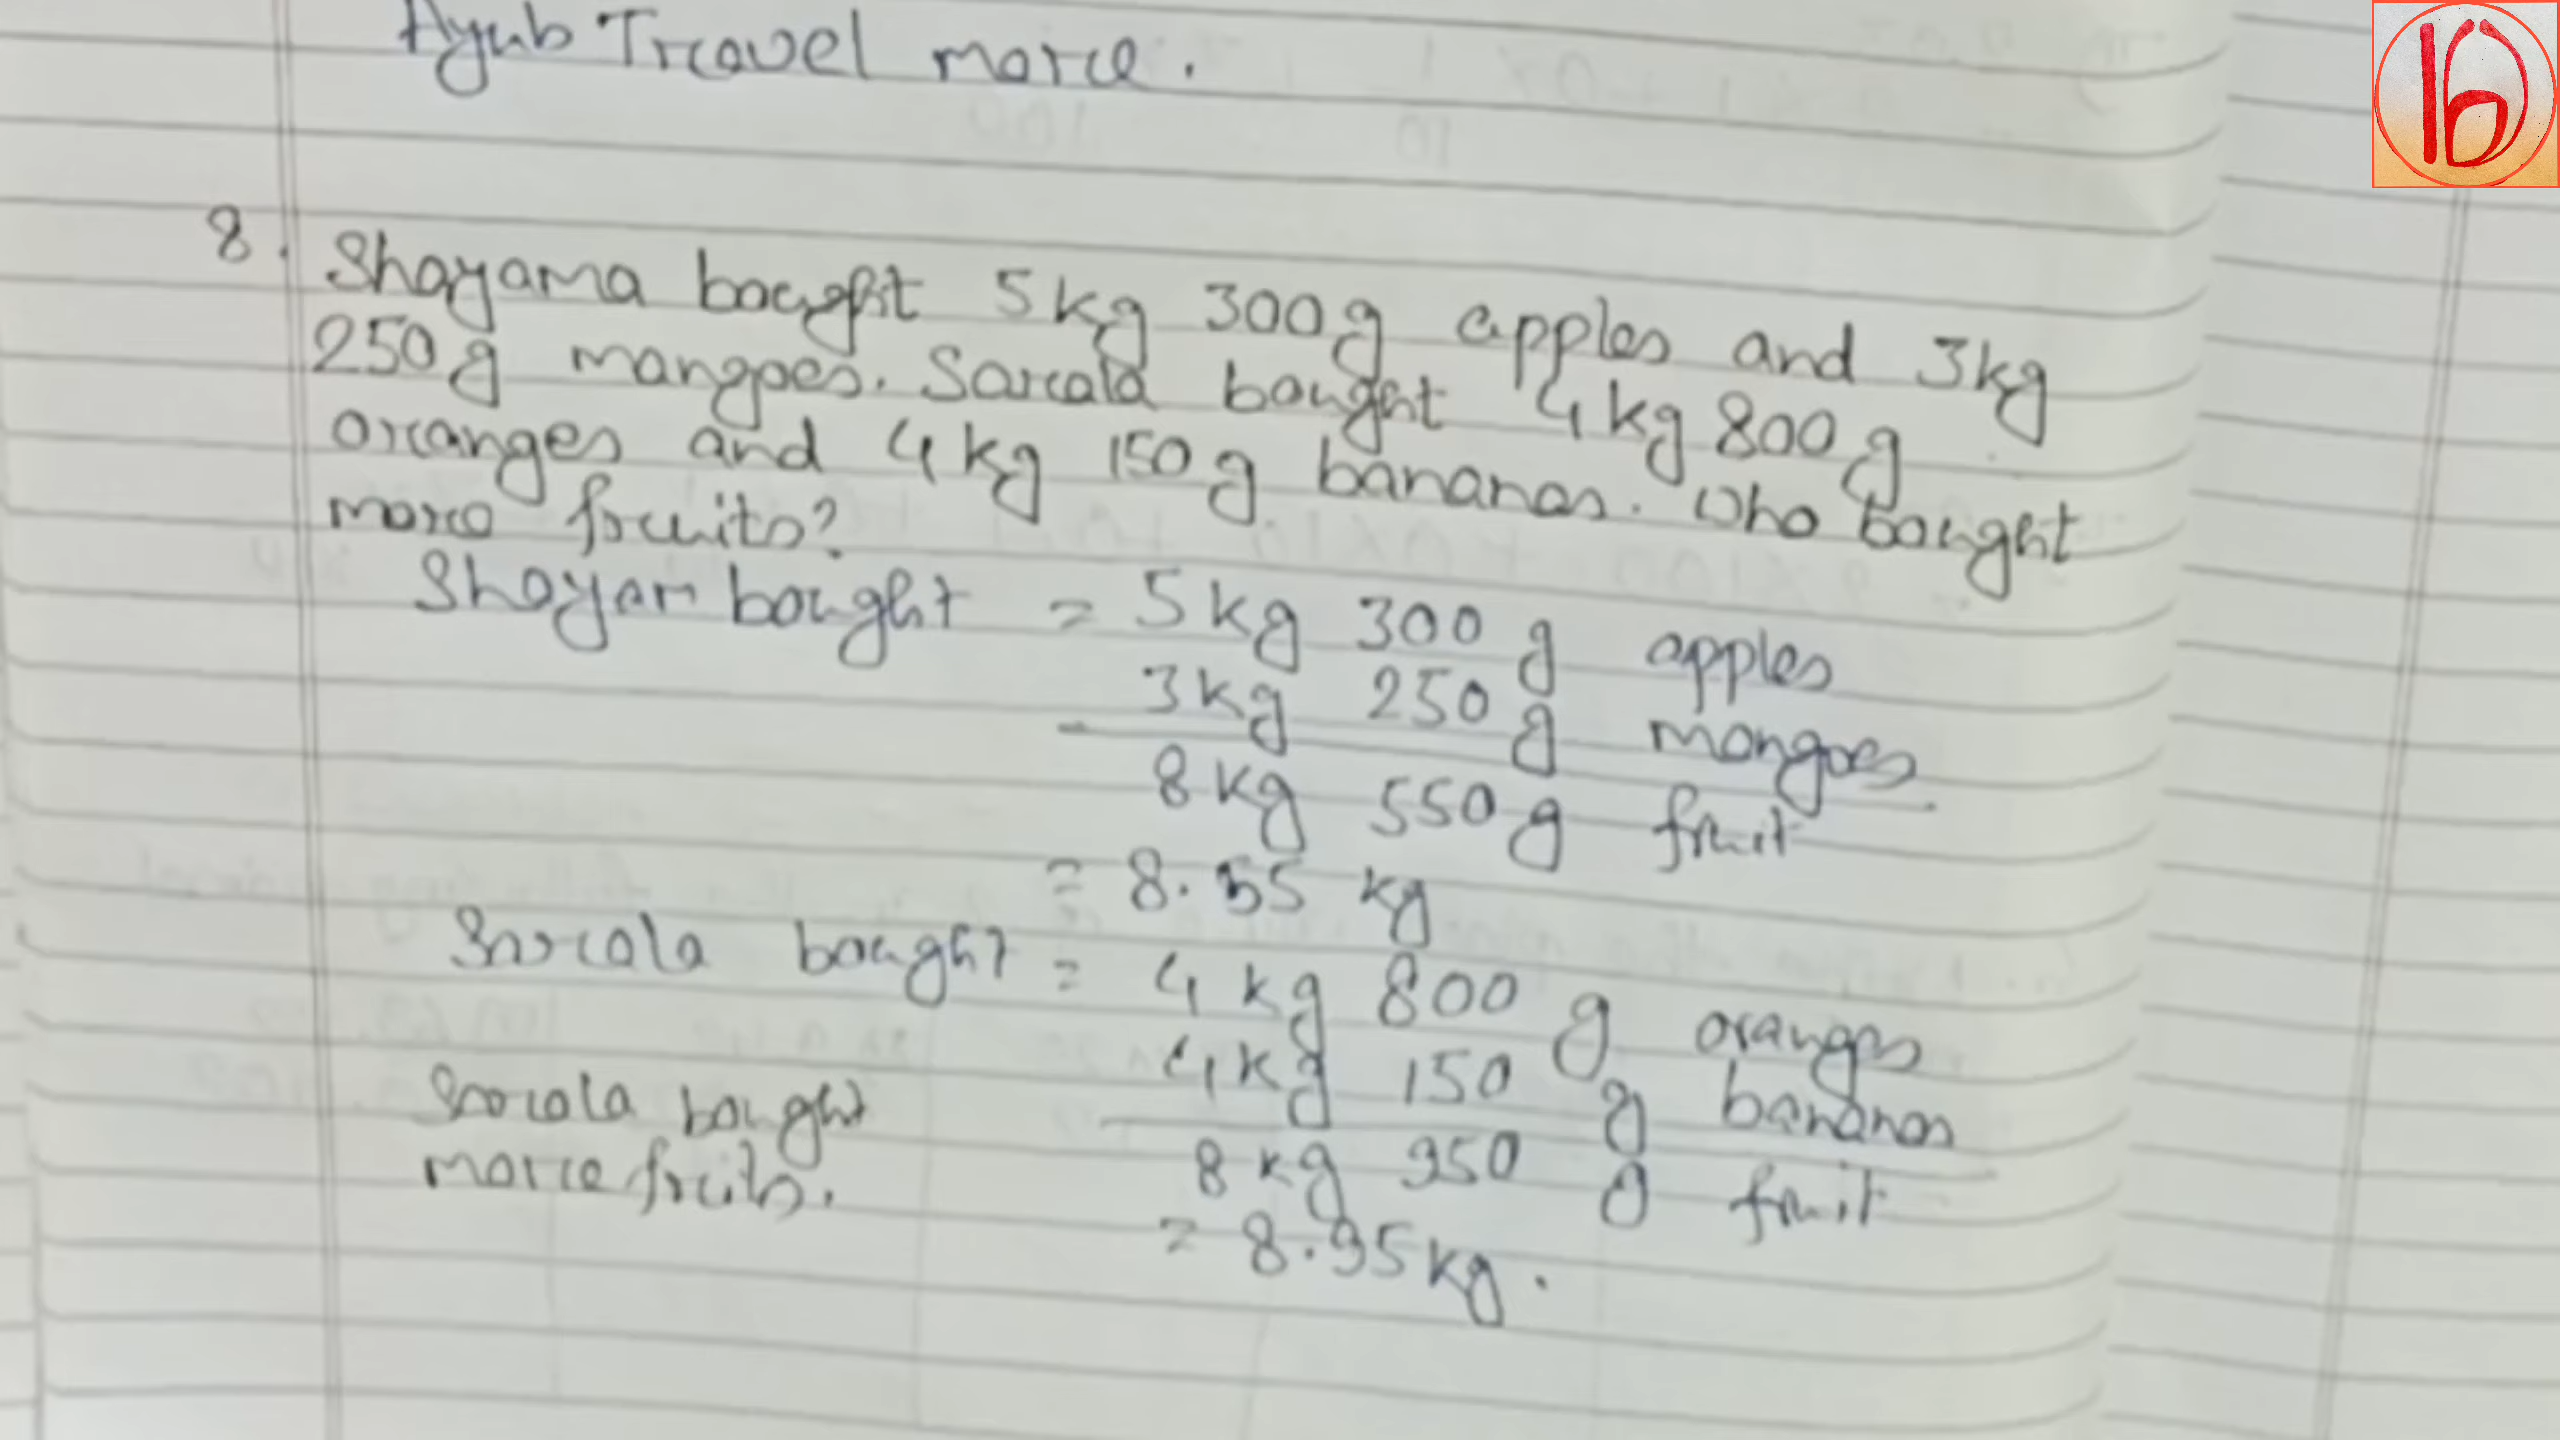 Ayub Travel more.
8. Shayama bought 5kg 300g apples and 3kg
250g mangoes. Sarala bought 4kg 800g
oranges and 4kg 150g bananas. Who bought
more fruits?
Shayam bought = 5kg 300 g apples
3kg 250 g mangoes
8kg 550g fruit
= 8.55 kg
Sarala bought = 4 kg 800 g oranges
4kg 150 g bananas
Sarala bought
more fruits.
8 kg 950 g fruit
= 8.95kg.